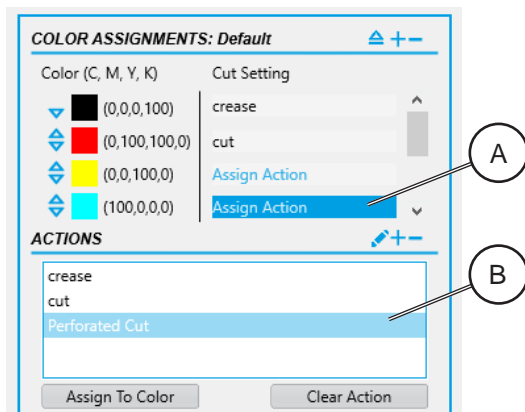 COLOR ASSIGNMENTS: Default
Color (C, M, Y, K) Cut Setting
(0,0,0,100) crease
(0,100,100,0) cut
(0,0,100,0) Assign Action
(100,0,0,0) Assign Action
A
ACTIONS
crease
cut
Perforated Cut
B
Assign To Color Clear Action